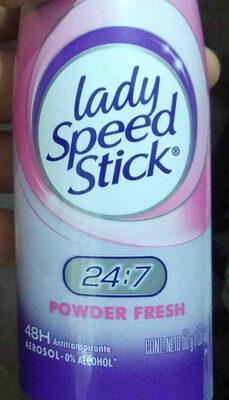 lady
Speed
Stick®
24:7
POWDER FRESH
48H Antitranspirante
AEROSOL-0% ALCOHOL*
CONT. NETO